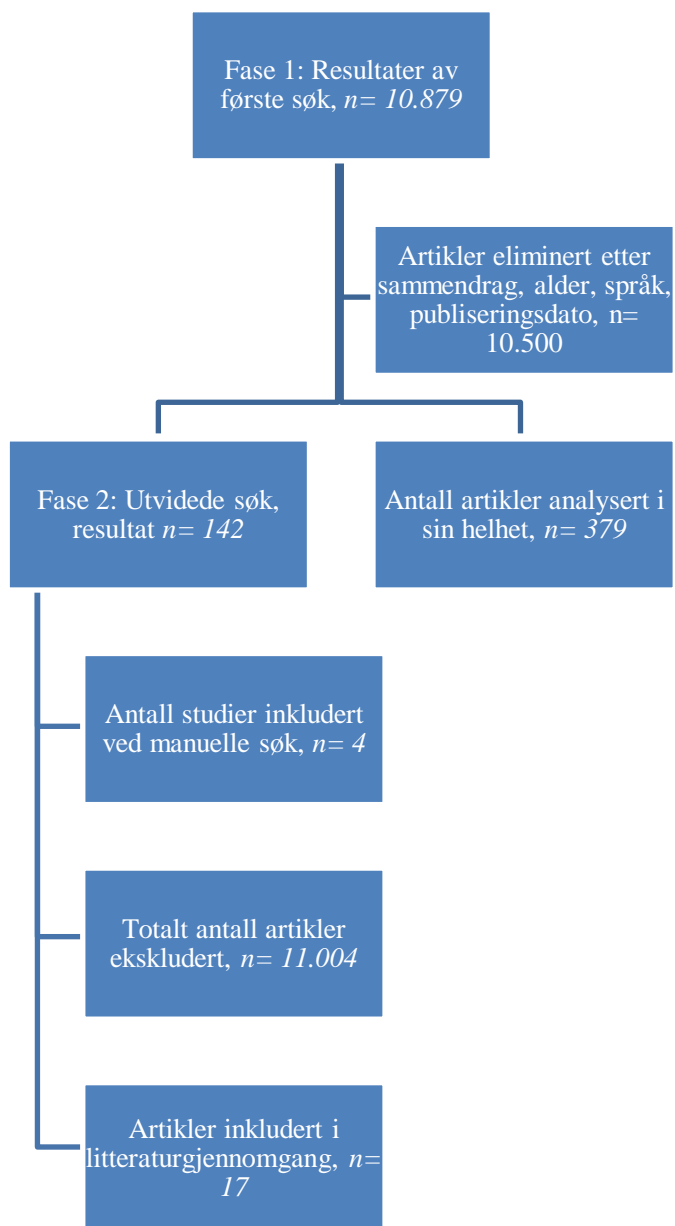 Fase 1: Resultater av
første søk, n= 10.879
Artikler eliminert etter
sammendrag, alder, språk,
publiseringsdato, n=
10.500
Fase 2: Utvidede søk,
resultat n= 142
Antall artikler analysert i
sin helhet, n= 379
Antall studier inkludert
ved manuelle søk, n= 4
Totalt antall artikler
ekskludert, n= 11.004
Artikler inkludert i
litteraturgjennomgang, n=
17